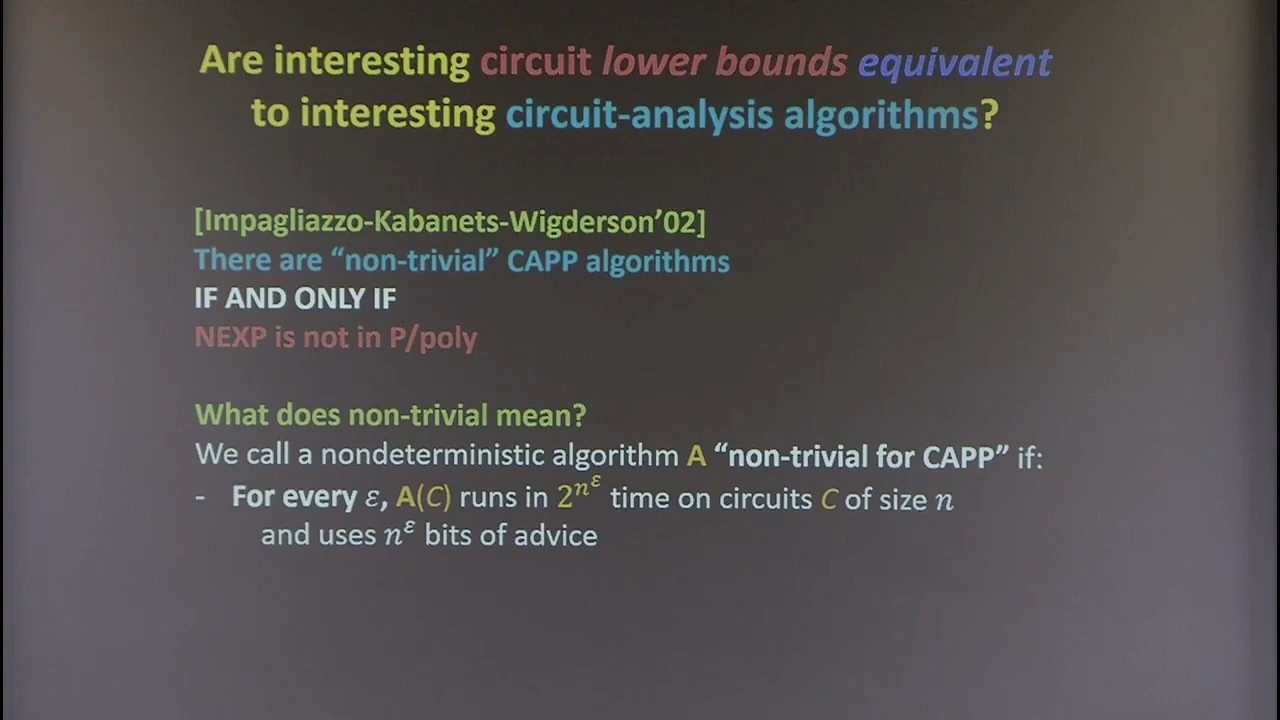 Are interesting circuit lower bounds equivalent
to interesting circuit-analysis algorithms?
[Impagliazzo-Kabanets-Wigderson’02]
There are “non-trivial” CAPP algorithms
IF AND ONLY IF
NEXP is not in P/poly
What does non-trivial mean?
We call a nondeterministic algorithm A “non-trivial for CAPP” if:
- For every ε, A(C) runs in 2^{n^ε} time on circuits C of size n
and uses n^ε bits of advice